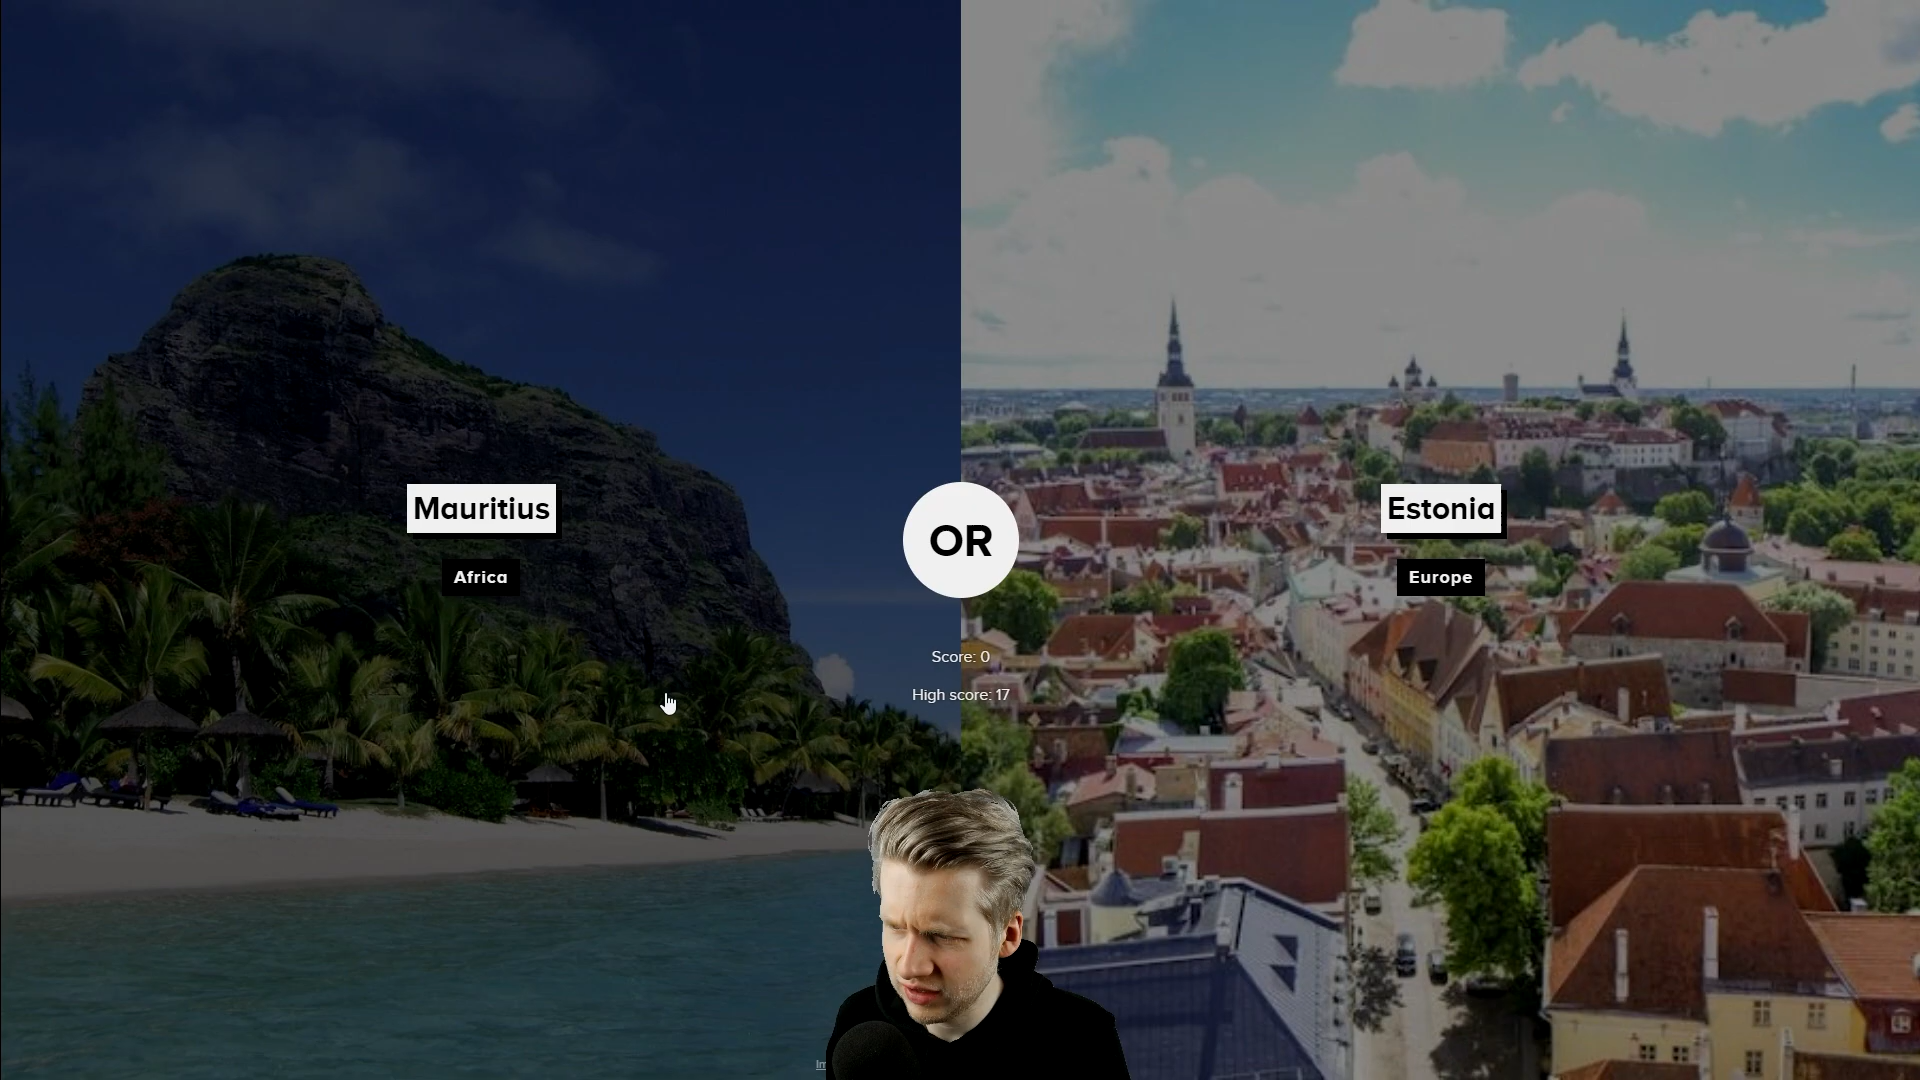 Mauritius
Africa
OR
Estonia
Europe
Score: 0
High score: 17